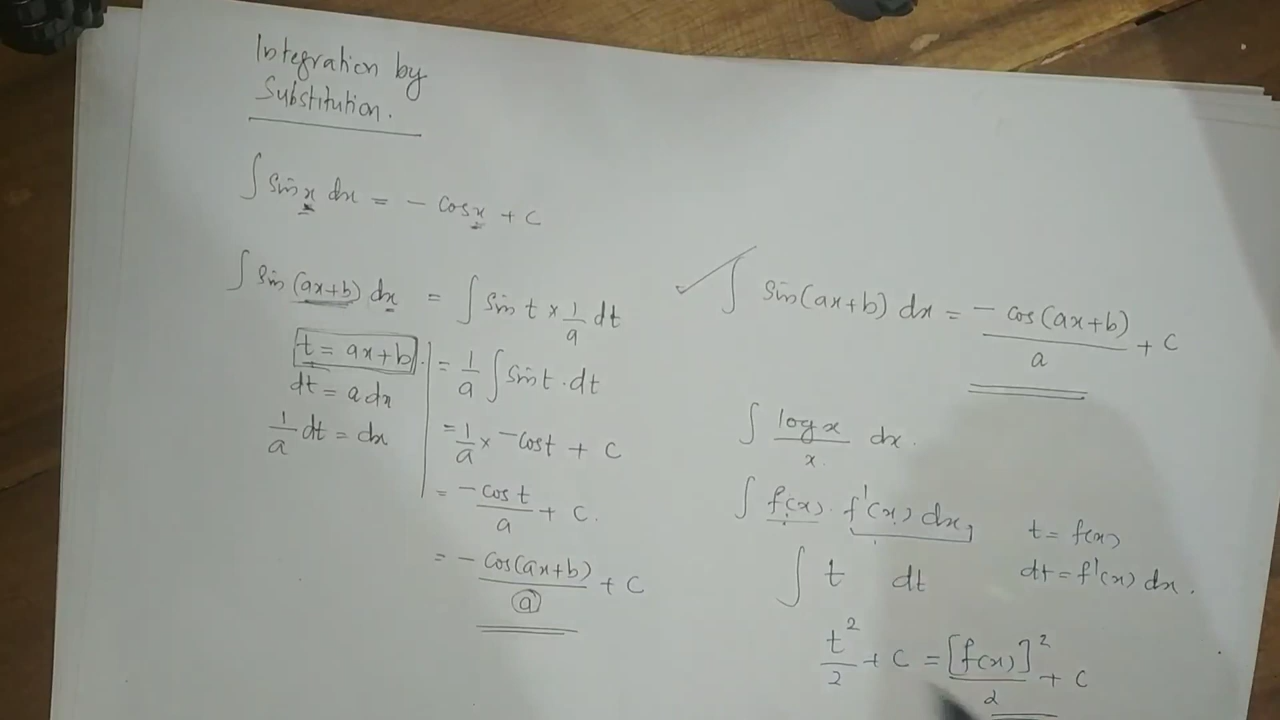 Integration by
Substitution.
∫ sin x dx = - cos x + C
∫ sin (ax+b) dx = ∫ sin t × 1/a dt
t = ax+b
dt = a dx
1/a dt = dx
= 1/a ∫ sin t . dt
= 1/a × -cos t + C
= -cos t / a + C.
= -cos(ax+b) / a + C
✓ ∫ sin(ax+b) dx = -cos(ax+b) / a + C
∫ log x / x dx.
∫ f(x). f'(x) dx,
t = f(x)
∫ t dt
dt = f'(x) dx.
t²/2 + C = [f(x)]²/2 + C